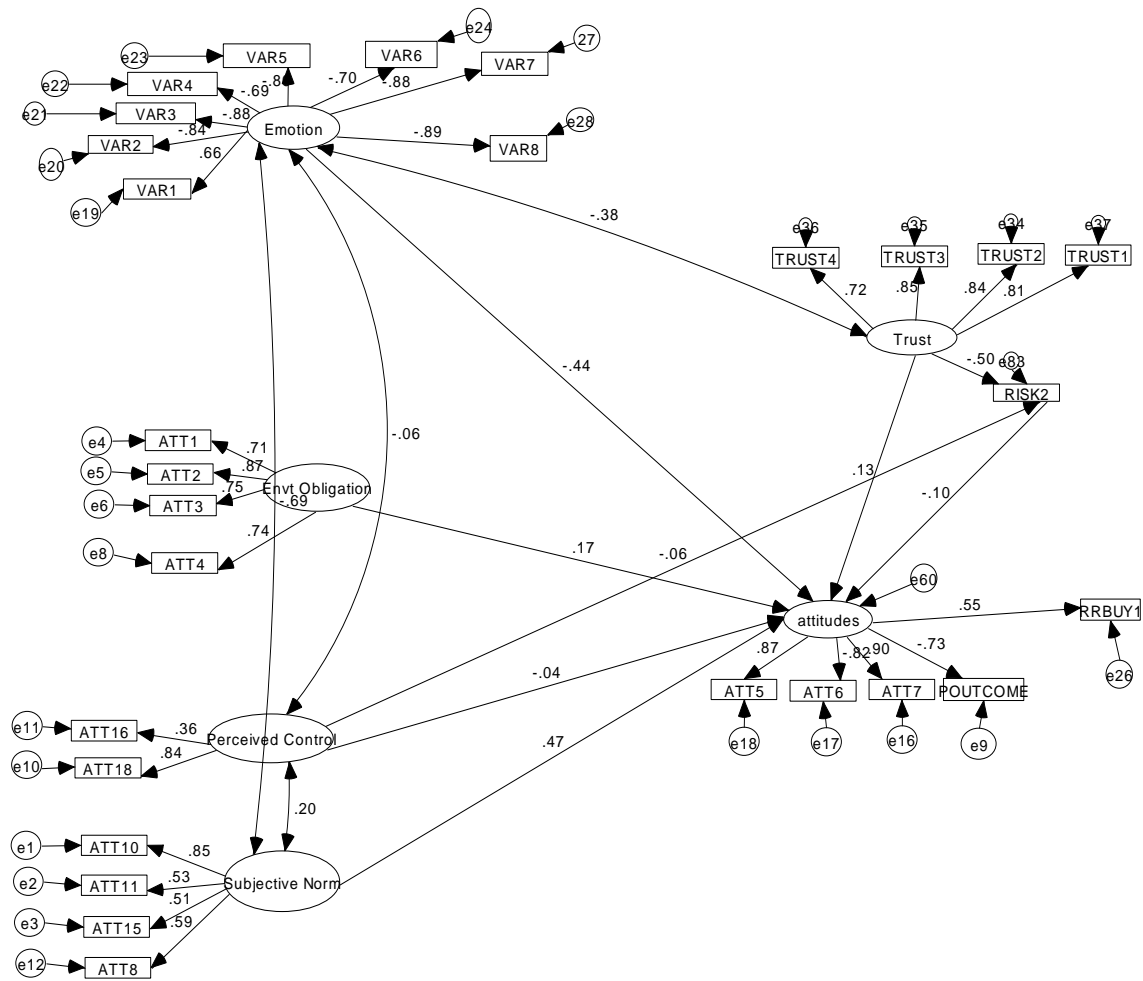 e24
e23
VAR5
VAR6
27
VAR7
-.70
-.88
e22
VAR4
-.69
e21
VAR3
-.88
Emotion
-.89
e28
VAR8
-.84
VAR2
e20
.66
VAR1
e19
-.38
e36
e35
e34
e37
TRUST4
TRUST3
TRUST2
TRUST1
.72
.85
.84
.81
Trust
-.50
e83
RISK2
-.44
-.06
e4
ATT1
.71
e5
ATT2
.87
e6
ATT3
.75
Envt Obligation
-.69
e8
ATT4
.74
.13
-.10
.17
-.06
e60
attitudes
.55
RRBUY1
e26
.87
-.82
.90
-.73
ATT5
ATT6
ATT7
POUTCOME
e18
e17
e16
e9
-.04
.47
e11
ATT16
.36
Perceived Control
e10
ATT18
.84
.20
e1
ATT10
.85
e2
ATT11
.53
Subjective Norm
e3
ATT15
.51
.59
e12
ATT8